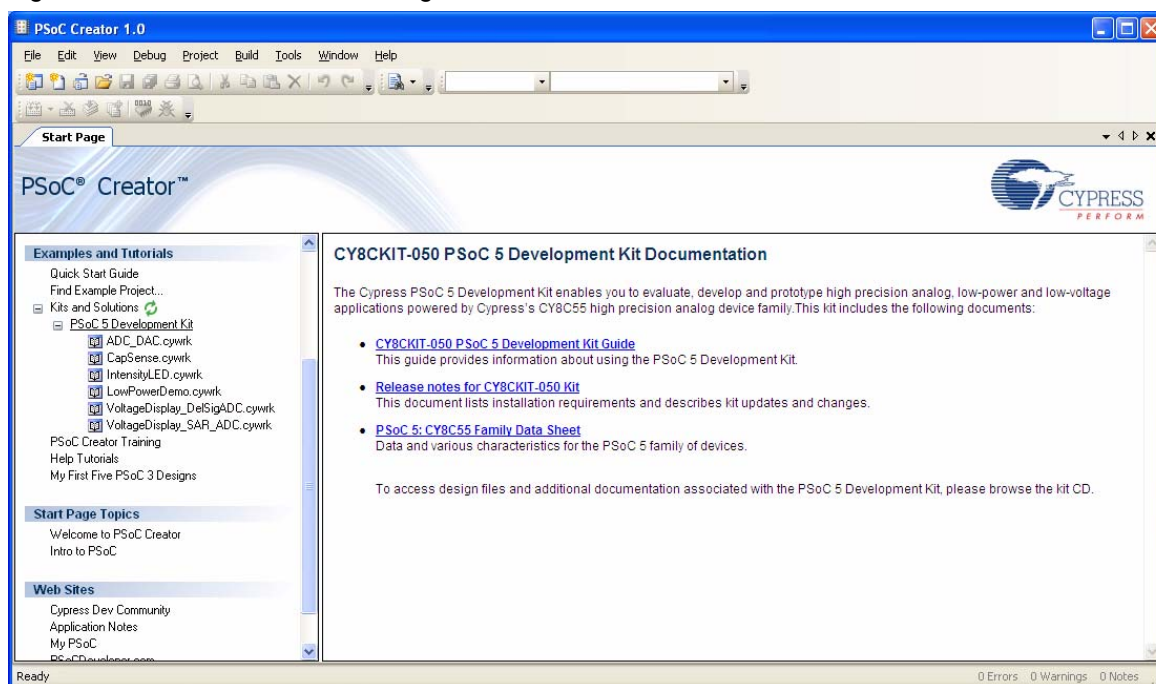 PSoC Creator 1.0
File Edit View Debug Project Build Tools Window Help
Start Page
PSoC® Creator™
CYPRESS
PERFORM
Examples and Tutorials
Quick Start Guide
Find Example Project...
Kits and Solutions
PSoC 5 Development Kit
ADC_DAC.cywrk
CapSense.cywrk
IntensityLED.cywrk
LowPowerDemo.cywrk
VoltageDisplay_DelSigADC.cywrk
VoltageDisplay_SAR_ADC.cywrk
PSoC Creator Training
Help Tutorials
My First Five PSoC 3 Designs
Start Page Topics
Welcome to PSoC Creator
Intro to PSoC
Web Sites
Cypress Dev Community
Application Notes
My PSoC
CY8CKIT-050 PSoC 5 Development Kit Documentation
The Cypress PSoC 5 Development Kit enables you to evaluate, develop and prototype high precision analog, low-power and low-voltage
applications powered by Cypress's CY8C55 high precision analog device family.This kit includes the following documents:
• CY8CKIT-050 PSoC 5 Development Kit Guide
This guide provides information about using the PSoC 5 Development Kit.
• Release notes for CY8CKIT-050 Kit
This document lists installation requirements and describes kit updates and changes.
• PSoC 5: CY8C55 Family Data Sheet
Data and various characteristics for the PSoC 5 family of devices.
To access design files and additional documentation associated with the PSoC 5 Development Kit, please browse the kit CD.
Ready
0 Errors 0 Warnings 0 Notes